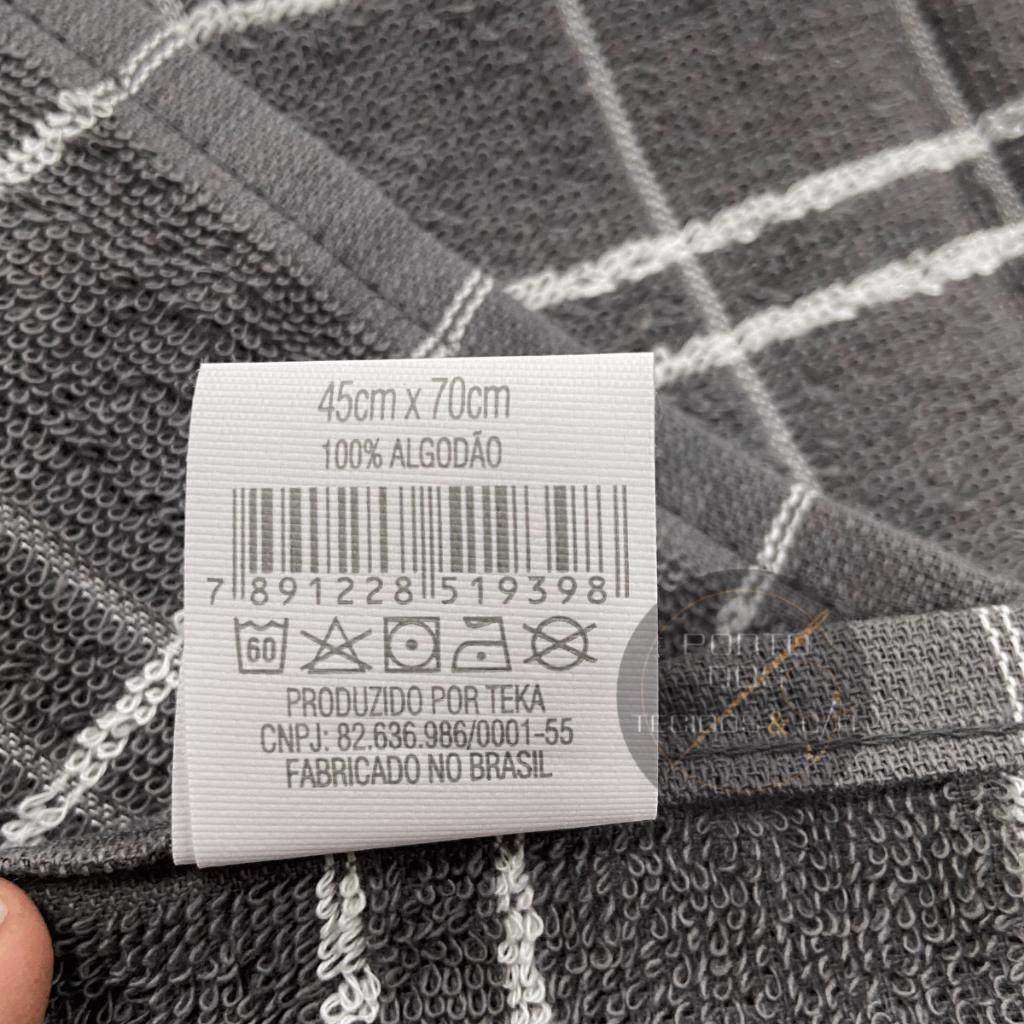 45cm x 70cm
100% ALGODÃO
7 891228 519398
60
PRODUZIDO POR TEKA
CNPJ: 82.636.986/0001-55
FABRICADO NO BRASIL